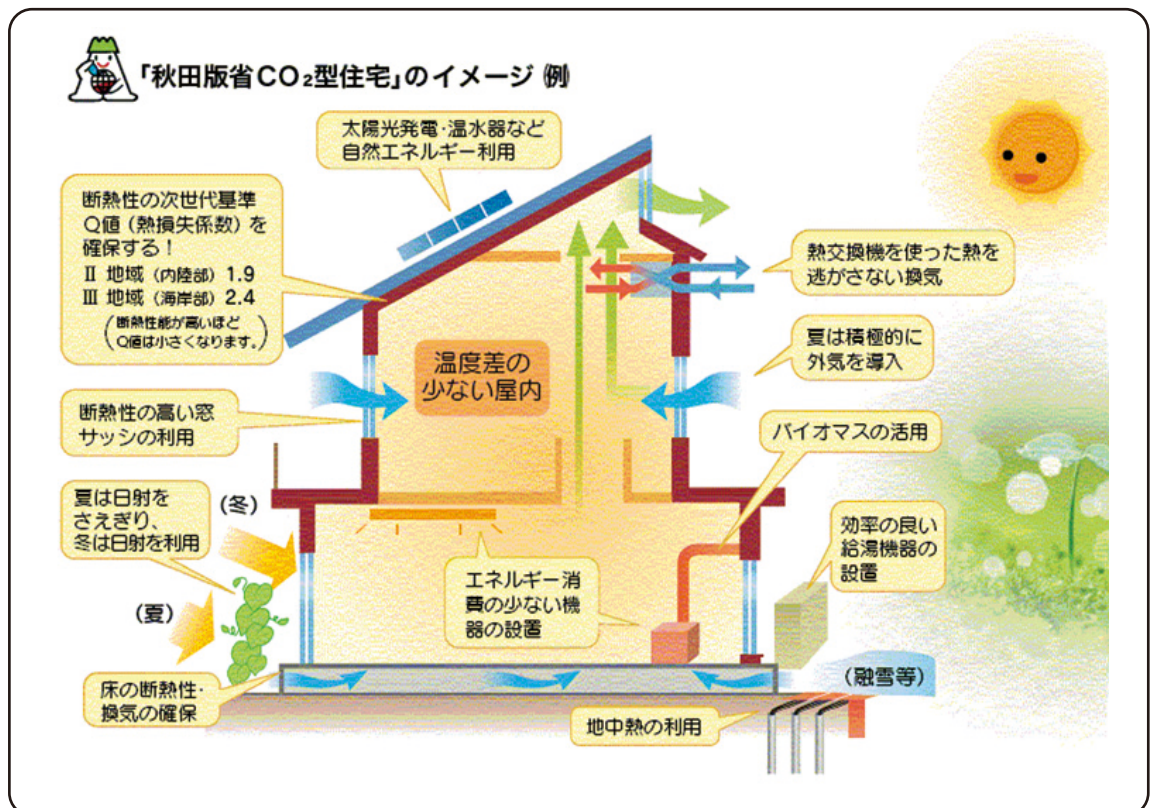 「秋田版省CO₂型住宅」のイメージ(例)
太陽光発電・温水器など
自然エネルギー利用
断熱性の次世代基準
Q値(熱損失係数)を
確保する!
Ⅱ 地域(内陸部)1.9
Ⅲ 地域(海岸部)2.4
(断熱性能が高いほど
Q値は小さくなります。)
熱交換機を使った熱を
逃がさない換気
夏は積極的に
外気を導入
温度差の
少ない屋内
断熱性の高い窓
サッシの利用
バイオマスの活用
夏は日射を
さえぎり、
冬は日射を利用
(冬)
(夏)
効率の良い
給湯機器の
設置
エネルギー消
費の少ない機
器の設置
床の断熱性・
換気の確保
(融雪等)
地中熱の利用